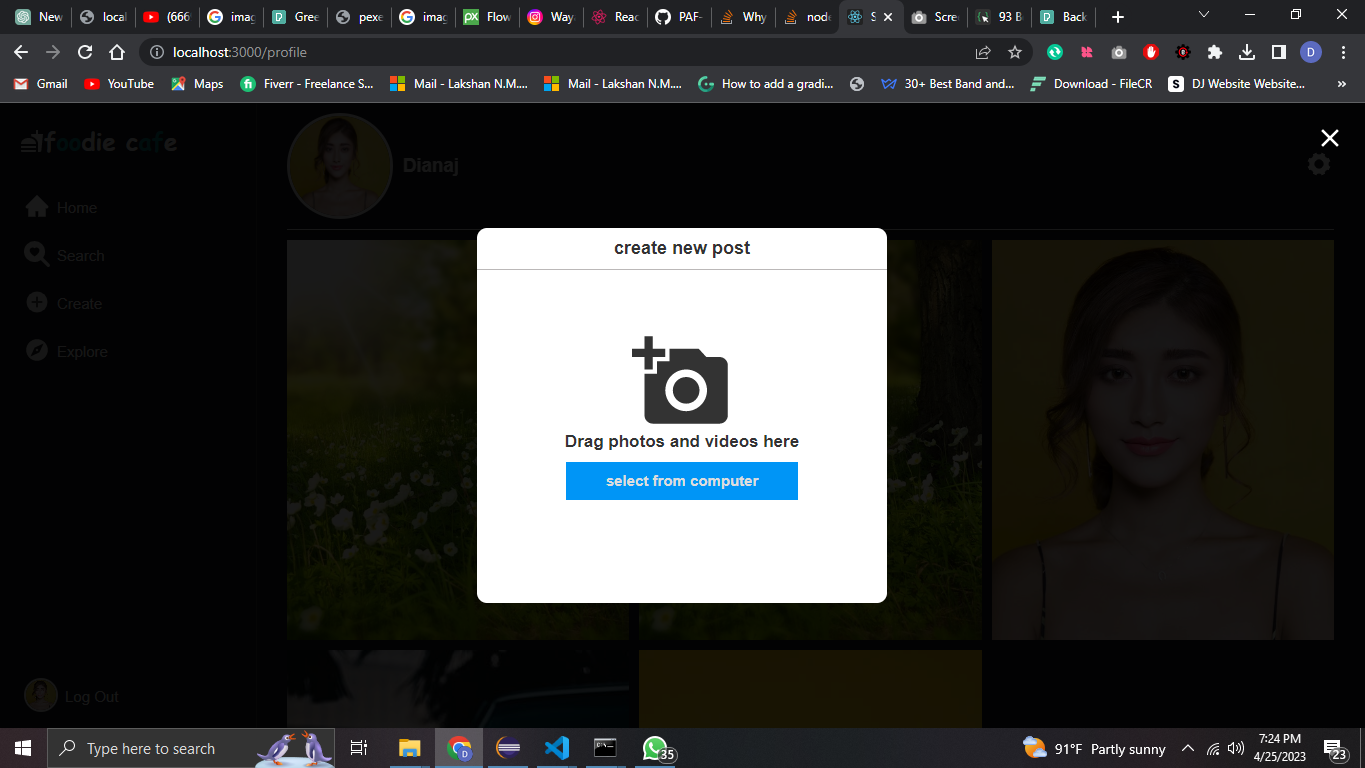 New
local
(666
imag
Gree
pexe
imag
Flow
Way
Reac
PAF-
Why
node
S
Scre
93 B
Back
localhost:3000/profile
D
Gmail
YouTube
Maps
Fiverr - Freelance S...
Mail - Lakshan N.M....
Mail - Lakshan N.M....
How to add a gradi...
30+ Best Band and...
Download - FileCR
DJ Website Website...
foodie cafe
Dianaj
Home
Search
Create
Explore
create new post
Drag photos and videos here
select from computer
Log Out
Type here to search
35
91°F Partly sunny
7:24 PM
4/25/2023
23